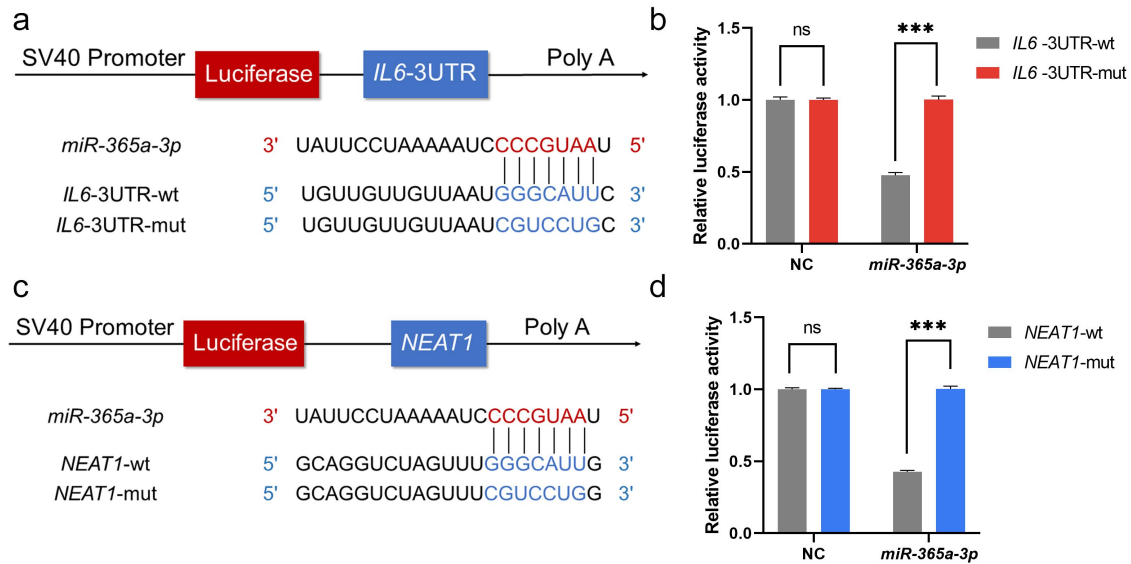 a
SV40 Promoter Luciferase IL6-3UTR Poly A
miR-365a-3p 3' UAUUCCUAAAAAUCCCCGUAAU 5'
IL6-3UTR-wt 5' UGUUGUUGUUAAUGGGCAUUC 3'
IL6-3UTR-mut 5' UGUUGUUGUUAAUCGUCCUGC 3'
b
Relative luciferase activity
1.5
1.0
0.5
0.0
ns
***
NC miR-365a-3p
IL6 -3UTR-wt
IL6 -3UTR-mut
c
SV40 Promoter Luciferase NEAT1 Poly A
miR-365a-3p 3' UAUUCCUAAAAAUCCCCGUAAU 5'
NEAT1-wt 5' GCAGGUCUAGUUUGGGCAUUG 3'
NEAT1-mut 5' GCAGGUCUAGUUUCGUCCUGG 3'
d
Relative luciferase activity
1.5
1.0
0.5
0.0
ns
***
NC miR-365a-3p
NEAT1-wt
NEAT1-mut